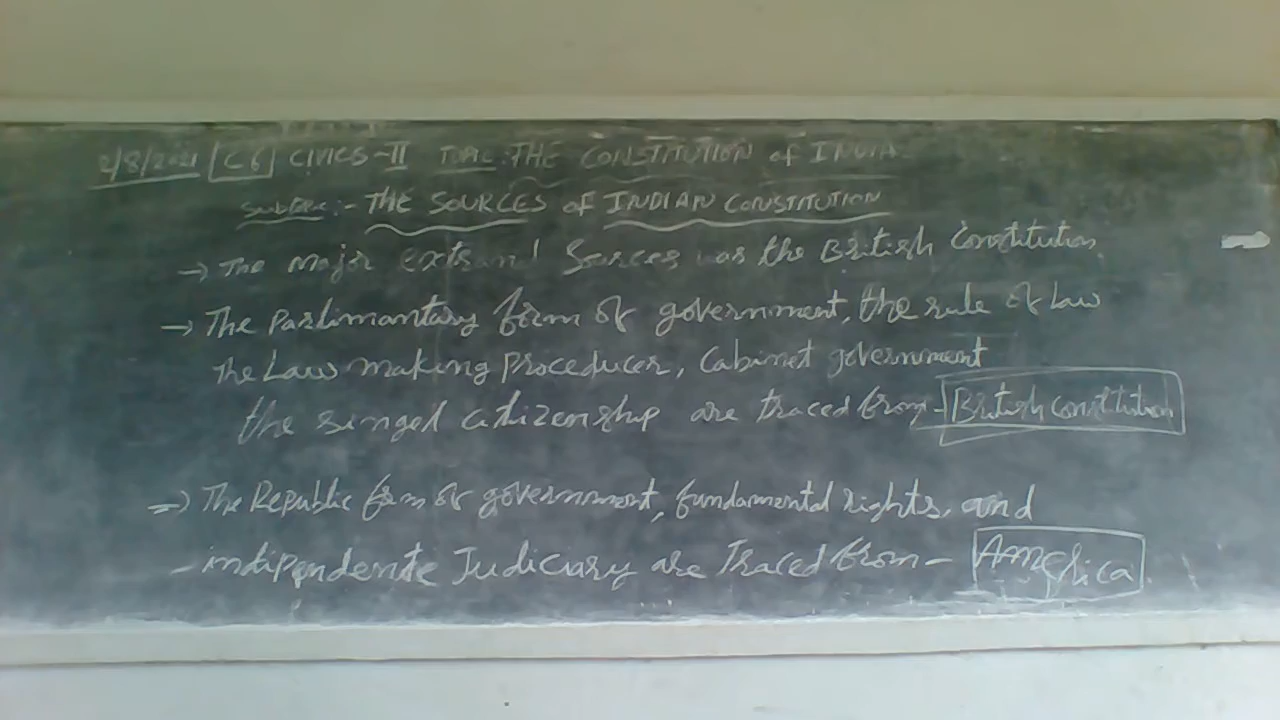 2/8/2021 C6 CIVICS-II TOPIC: THE CONSTITUTION of INDIA
THE SOURCES of INDIAN CONSTITUTION
→ The Major Sources was the British Constitution
→ The Parlimantary form of government, the rule of Law
the Law making Proceducer, Cabinet government
the singel citizenship are traced from - British constitution
⇒ The Republic form of government, fundamental rights, and
- independente Judiciary are Traced from - America